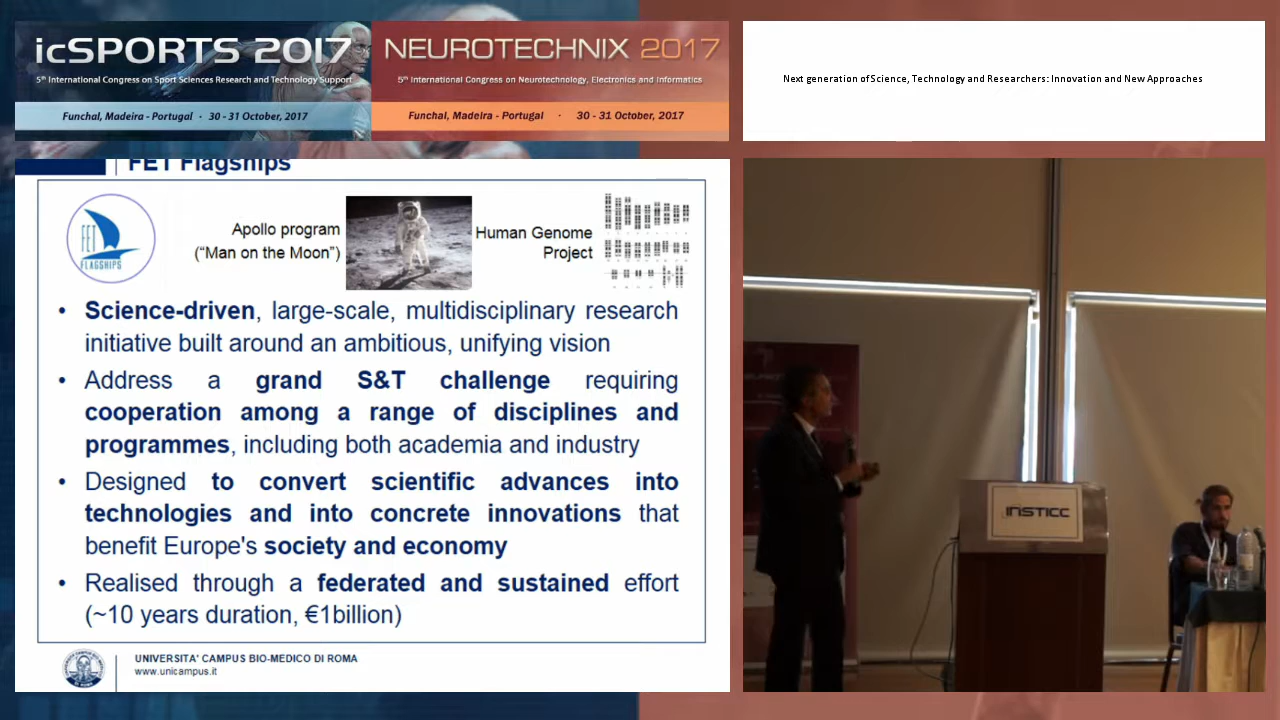 icSPORTS 2017
5th International Congress on Sport Sciences Research and Technology Support
Funchal, Madeira - Portugal · 30 - 31 October, 2017
NEUROTECHNIX 2017
5th International Congress on Neurotechnology, Electronics and Informatics
Funchal, Madeira - Portugal · 30 - 31 October, 2017
Next generation of Science, Technology and Researchers: Innovation and New Approaches
FET Flagships
FET
FLAGSHIPS
Apollo program
(“Man on the Moon”)
Human Genome
Project
• Science-driven, large-scale, multidisciplinary research
initiative built around an ambitious, unifying vision
• Address a grand S&T challenge requiring
cooperation among a range of disciplines and
programmes, including both academia and industry
• Designed to convert scientific advances into
technologies and into concrete innovations that
benefit Europe's society and economy
• Realised through a federated and sustained effort
(~10 years duration, €1billion)
UNIVERSITA' CAMPUS BIO-MEDICO DI ROMA
www.unicampus.it
INSTICC